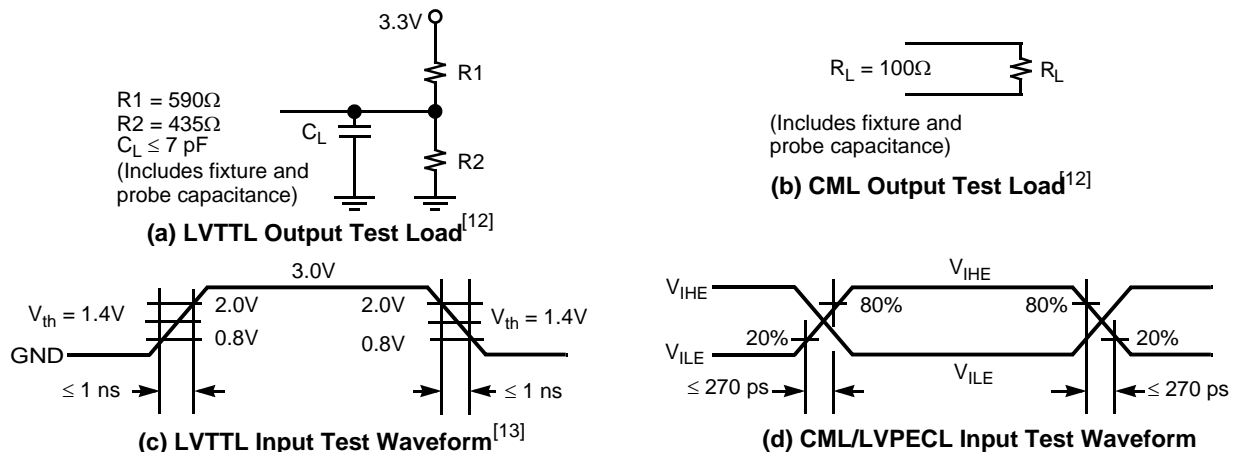 3.3V
R1
R1 = 590Ω
R2 = 435Ω
C_L ≤ 7 pF
(Includes fixture and
probe capacitance)
C_L
R2
(a) LVTTL Output Test Load[12]
R_L = 100Ω
R_L
(Includes fixture and
probe capacitance)
(b) CML Output Test Load[12]
3.0V
V_th = 1.4V
2.0V
0.8V
2.0V
0.8V
V_th = 1.4V
GND
≤ 1 ns
≤ 1 ns
(c) LVTTL Input Test Waveform[13]
V_IHE
V_IHE
80%
80%
20%
20%
V_ILE
V_ILE
≤ 270 ps
≤ 270 ps
(d) CML/LVPECL Input Test Waveform